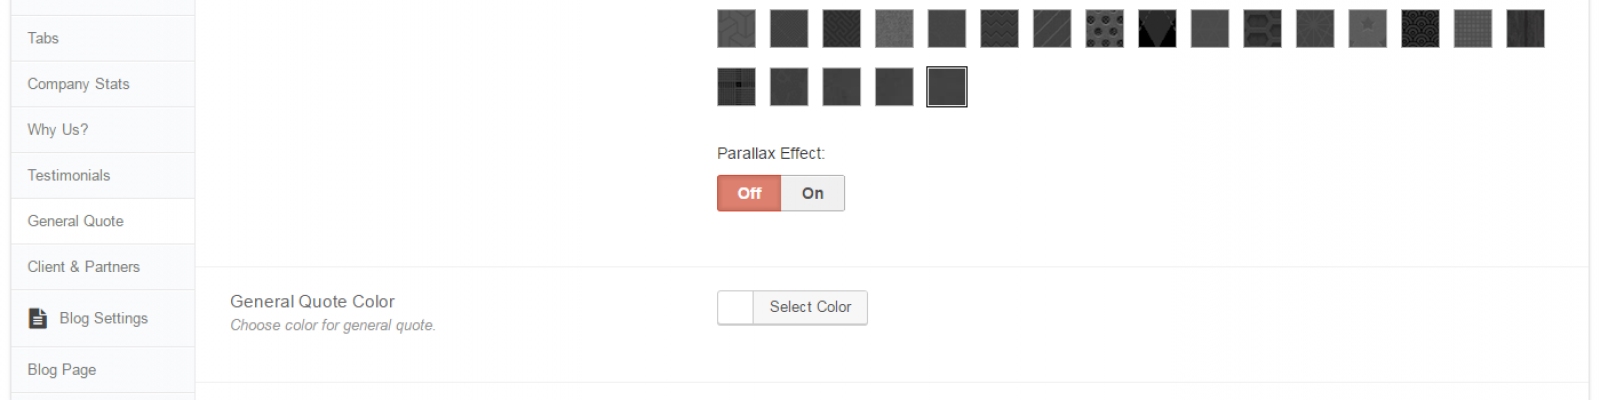 Tabs
Company Stats
Why Us?
Testimonials
General Quote
Client & Partners
Blog Settings
Blog Page
Parallax Effect:
Off On
General Quote Color
Choose color for general quote.
Select Color